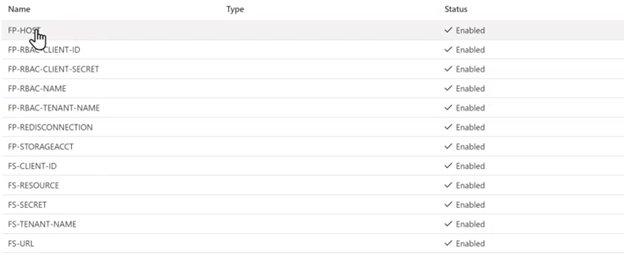 Name Type Status
FP-HOST Enabled
FP-RBAC-CLIENT-ID Enabled
FP-RBAC-CLIENT-SECRET Enabled
FP-RBAC-NAME Enabled
FP-RBAC-TENANT-NAME Enabled
FP-REDISCONNECTION Enabled
FP-STORAGEACCT Enabled
FS-CLIENT-ID Enabled
FS-RESOURCE Enabled
FS-SECRET Enabled
FS-TENANT-NAME Enabled
FS-URL Enabled